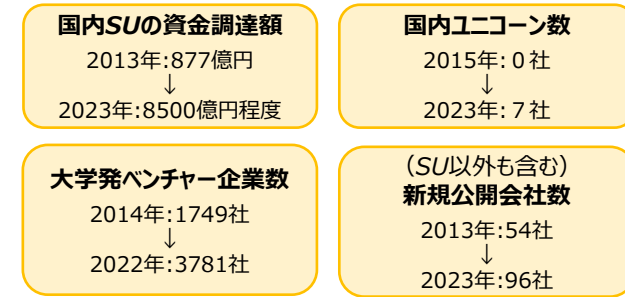 国内SUの資金調達額
2013年:877億円
↓
2023年:8500億円程度
国内ユニコーン数
2015年:0社
↓
2023年:7社
大学発ベンチャー企業数
2014年:1749社
↓
2022年:3781社
（SU以外も含む）
新規公開会社数
2013年:54社
↓
2023年:96社